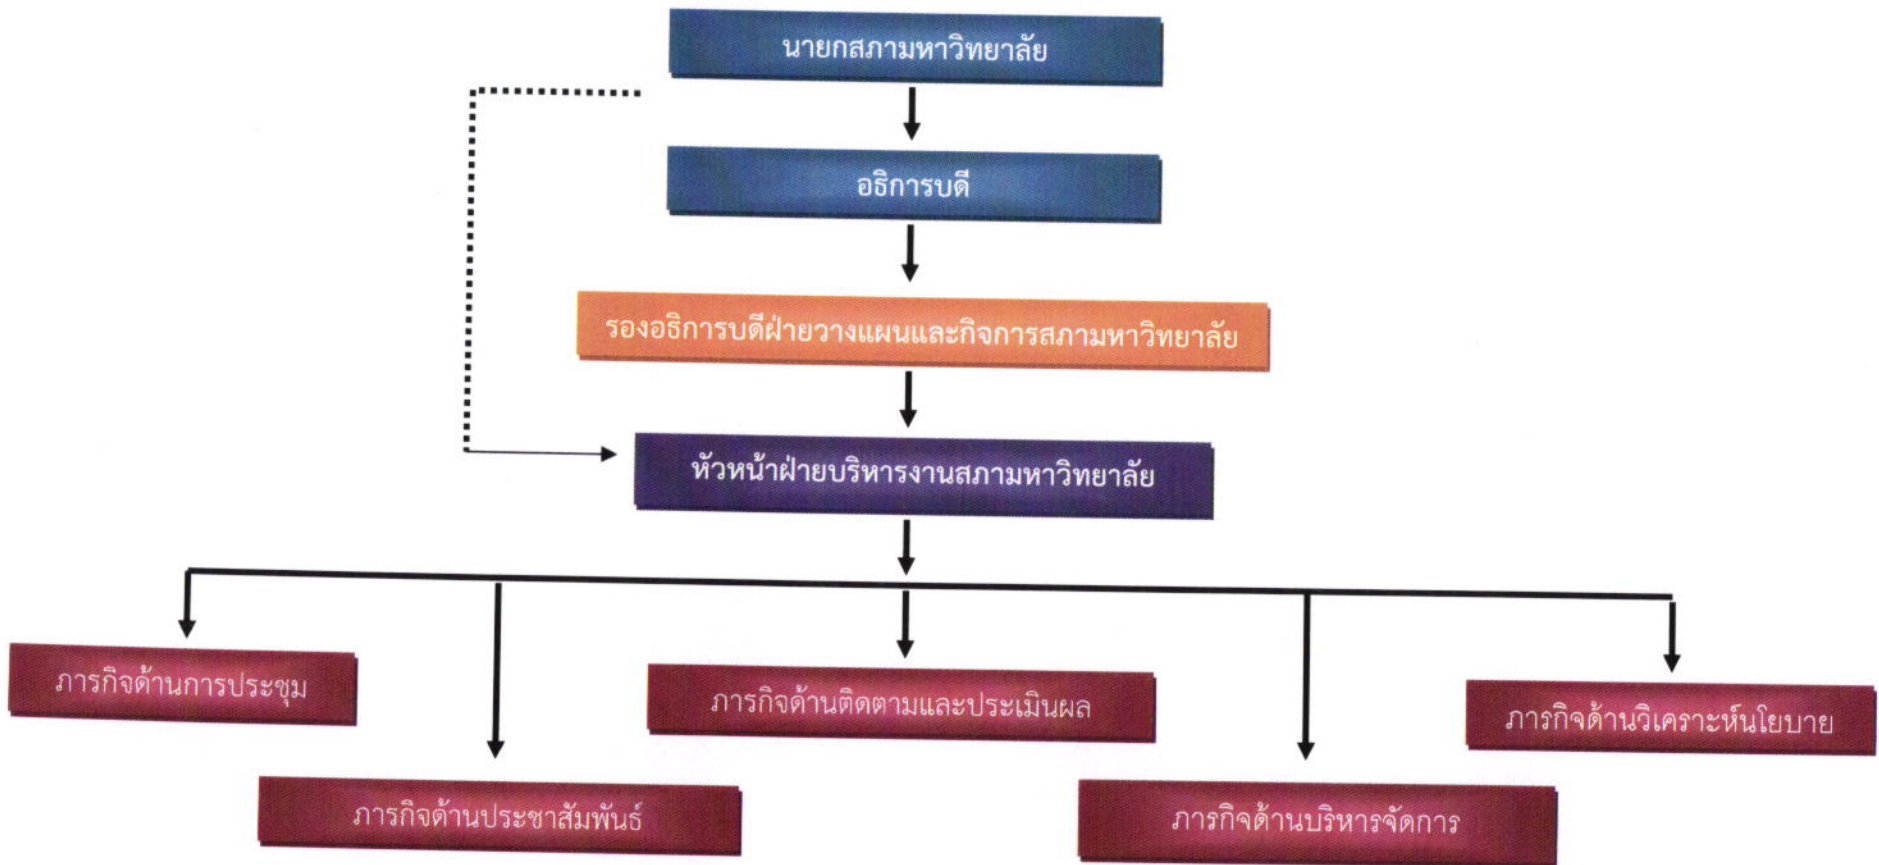 นายกสภามหาวิทยาลัย
อธิการบดี
รองอธิการบดีฝ่ายวางแผนและกิจการสภามหาวิทยาลัย
หัวหน้าฝ่ายบริหารงานสภามหาวิทยาลัย
ภารกิจด้านการประชุม
ภารกิจด้านติดตามและประเมินผล
ภารกิจด้านวิเคราะห์นโยบาย
ภารกิจด้านประชาสัมพันธ์
ภารกิจด้านบริหารจัดการ